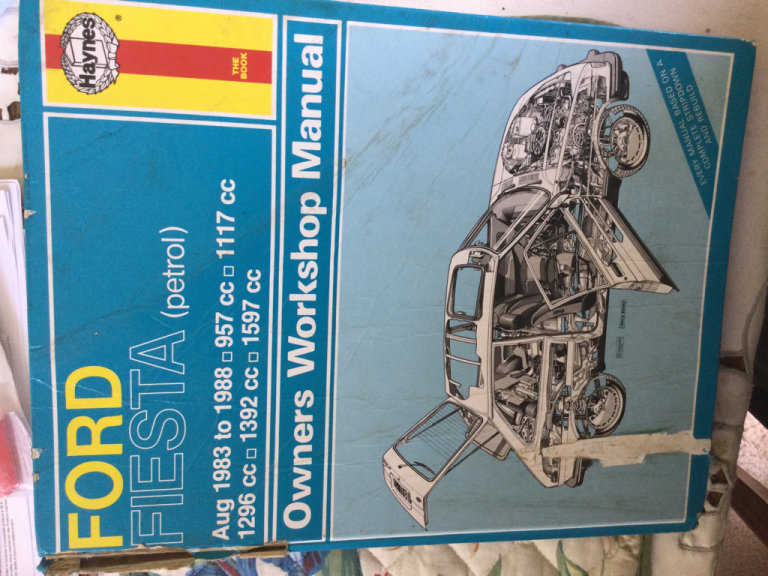 Haynes
®
THE
BOOK
FORD
FIESTA (petrol)
Aug 1983 to 1988 □ 957 cc □ 1117 cc
1296 cc □ 1392 cc □ 1597 cc
Owners Workshop Manual
EVERY MANUAL BASED ON A
COMPLETE STRIPDOWN
AND REBUILD